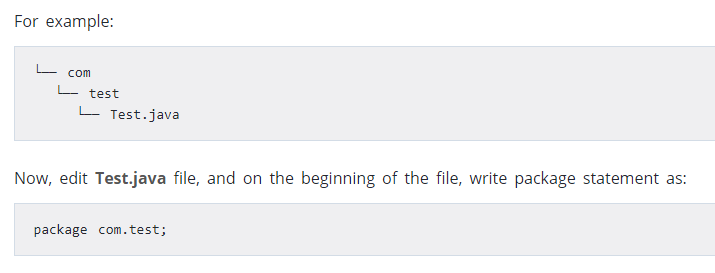 For example:
└── com
└── test
└── Test.java
Now, edit Test.java file, and on the beginning of the file, write package statement as:
package com.test;